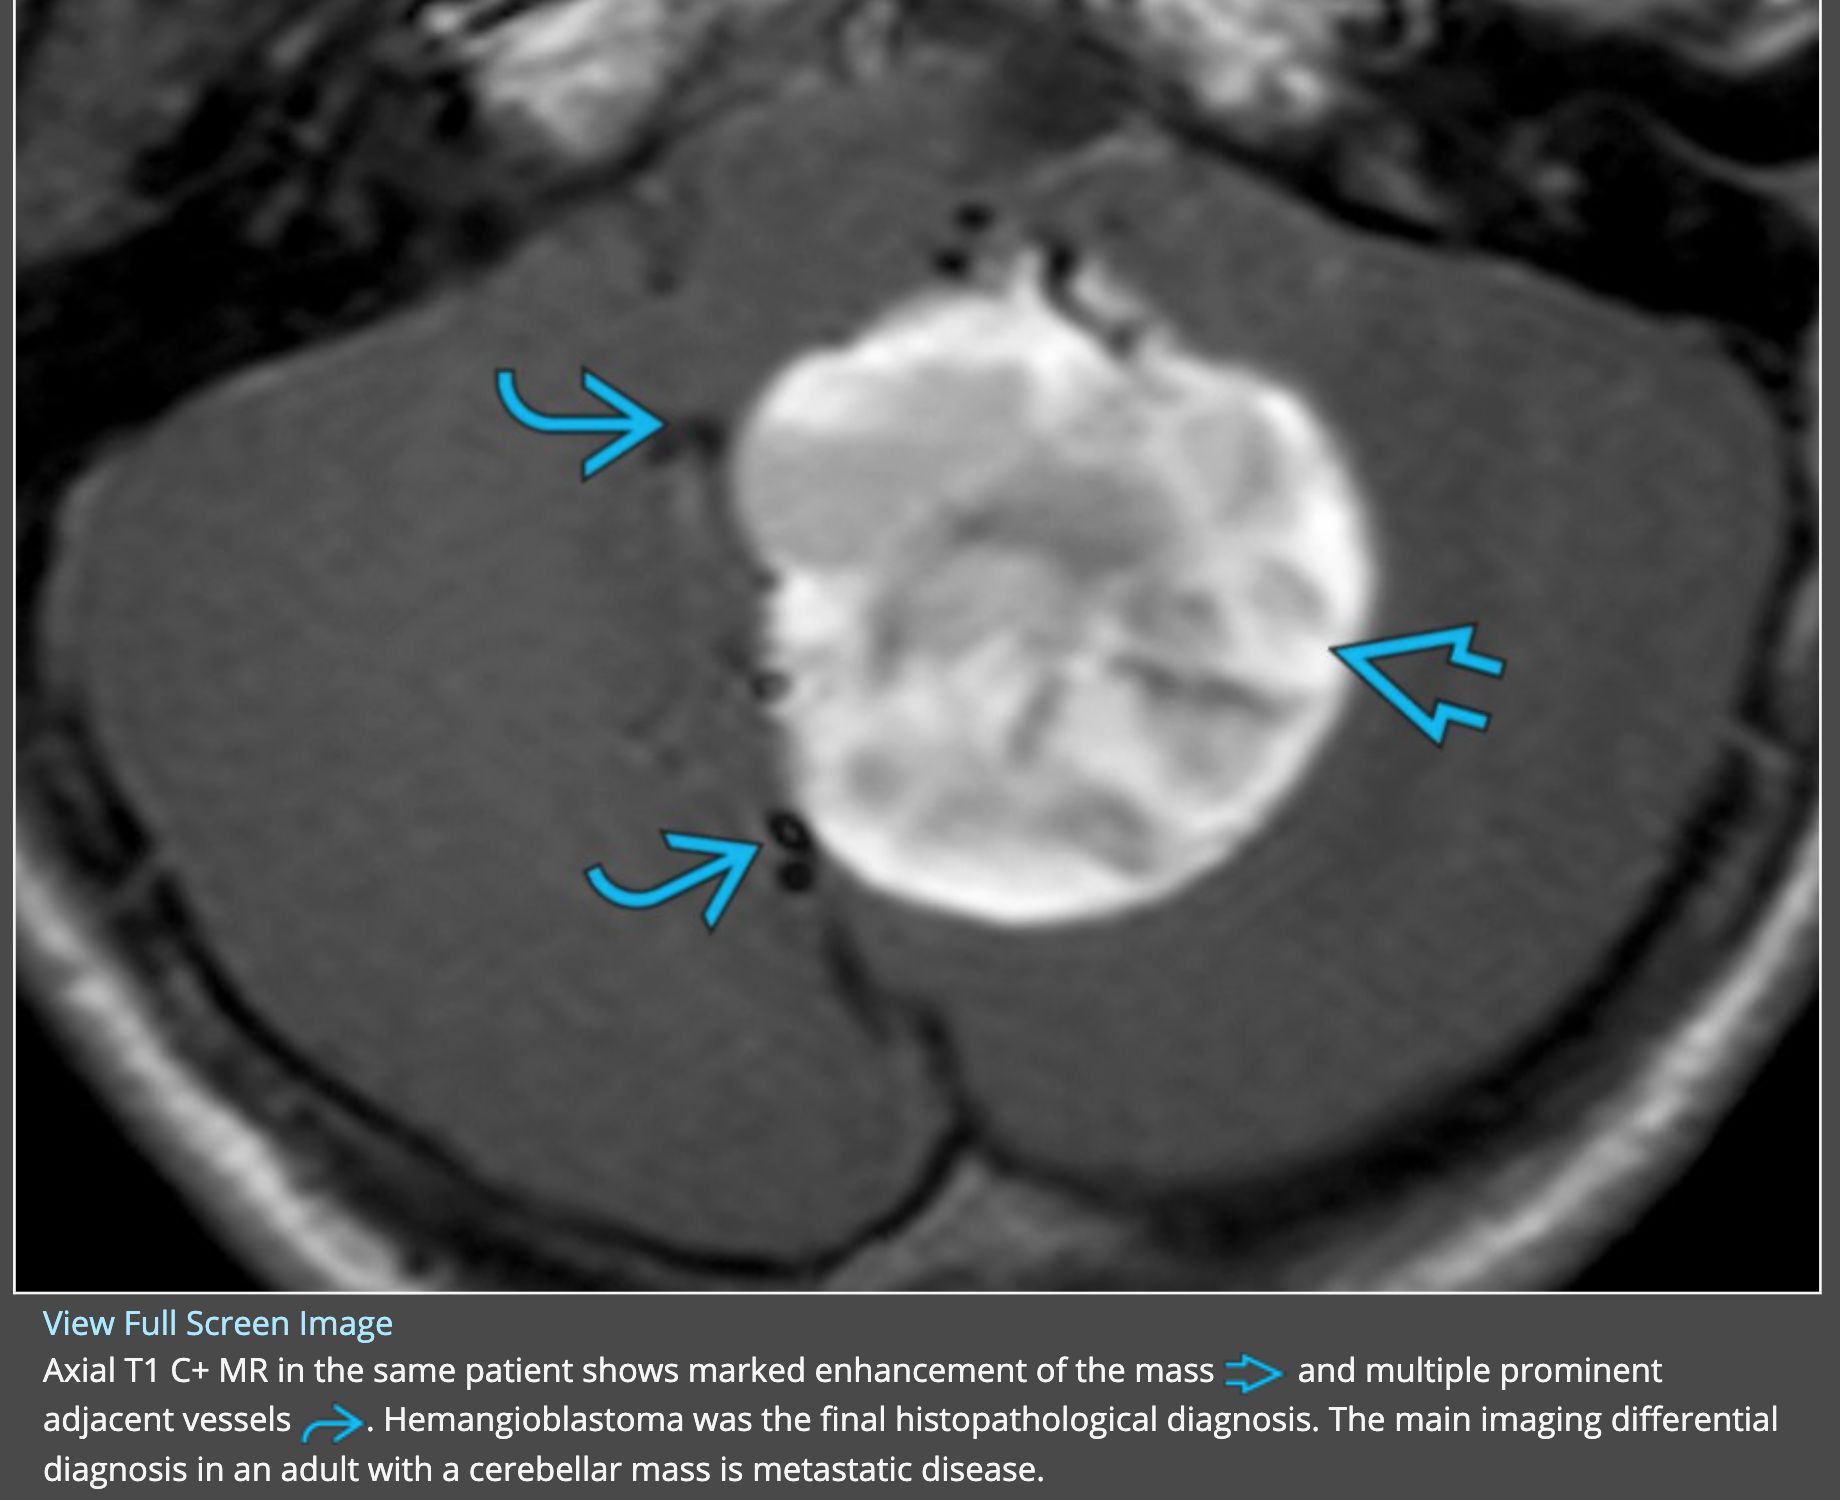 View Full Screen Image
Axial T1 C+ MR in the same patient shows marked enhancement of the mass and multiple prominent
adjacent vessels . Hemangioblastoma was the final histopathological diagnosis. The main imaging differential
diagnosis in an adult with a cerebellar mass is metastatic disease.